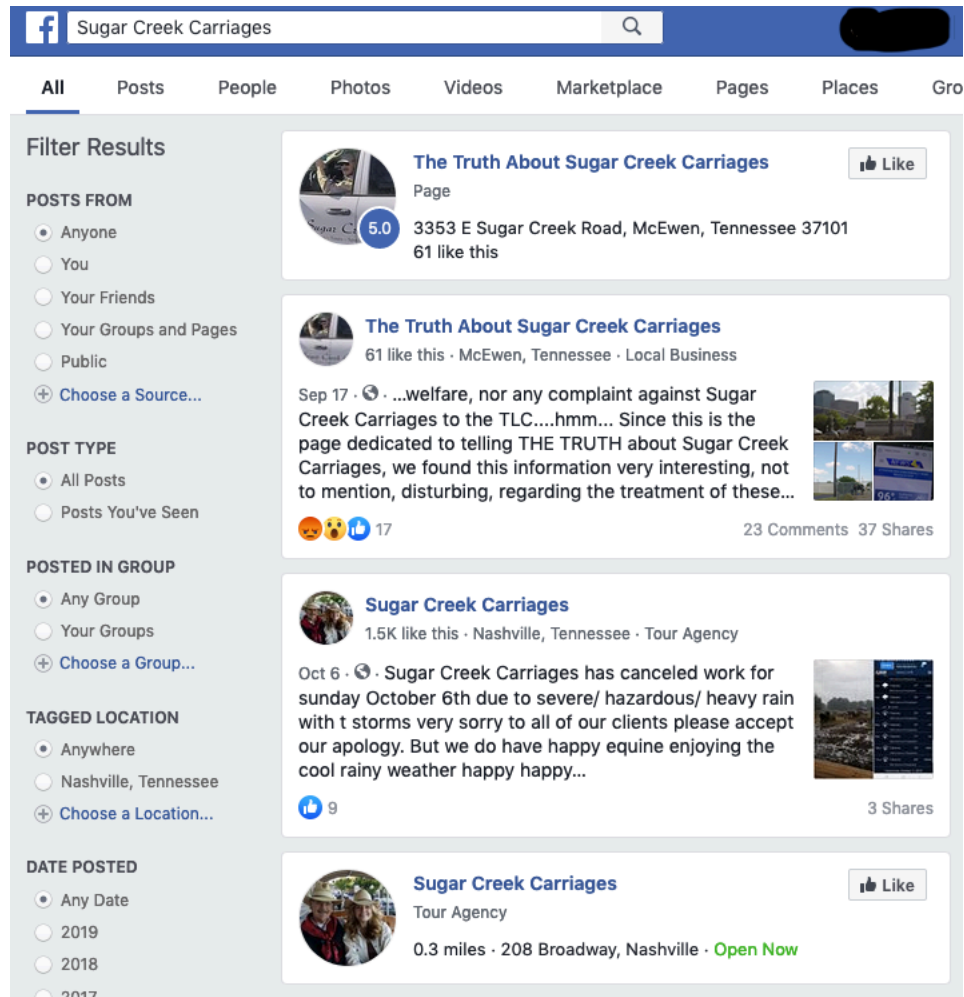 f
Sugar Creek Carriages
All
Posts
People
Photos
Videos
Marketplace
Pages
Places
Gro
Filter Results
POSTS FROM
Anyone
You
Your Friends
Your Groups and Pages
Public
Choose a Source...
POST TYPE
All Posts
Posts You've Seen
POSTED IN GROUP
Any Group
Your Groups
Choose a Group...
TAGGED LOCATION
Anywhere
Nashville, Tennessee
Choose a Location...
DATE POSTED
Any Date
2019
2018
2017
The Truth About Sugar Creek Carriages
Like
Page
5.0
3353 E Sugar Creek Road, McEwen, Tennessee 37101
61 like this
The Truth About Sugar Creek Carriages
61 like this · McEwen, Tennessee · Local Business
Sep 17 · ...welfare, nor any complaint against Sugar
Creek Carriages to the TLC....hmm... Since this is the
page dedicated to telling THE TRUTH about Sugar Creek
Carriages, we found this information very interesting, not
to mention, disturbing, regarding the treatment of these...
96°
17
23 Comments 37 Shares
Sugar Creek Carriages
1.5K like this · Nashville, Tennessee · Tour Agency
Oct 6 · Sugar Creek Carriages has canceled work for
sunday October 6th due to severe/ hazardous/ heavy rain
with t storms very sorry to all of our clients please accept
our apology. But we do have happy equine enjoying the
cool rainy weather happy happy...
9
3 Shares
Sugar Creek Carriages
Like
Tour Agency
0.3 miles · 208 Broadway, Nashville · Open Now